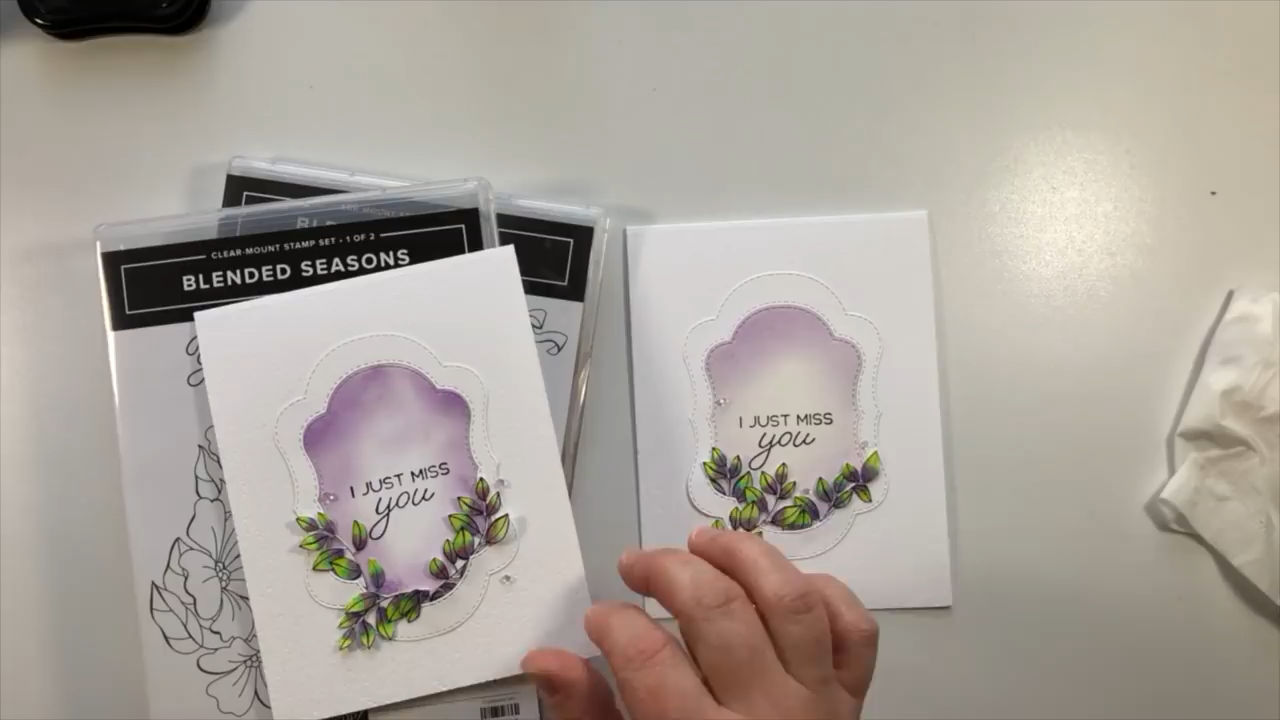 CLEAR-MOUNT STAMP SET • 1 OF 2
BLENDED SEASONS
I JUST MISS
you
I JUST MISS
you